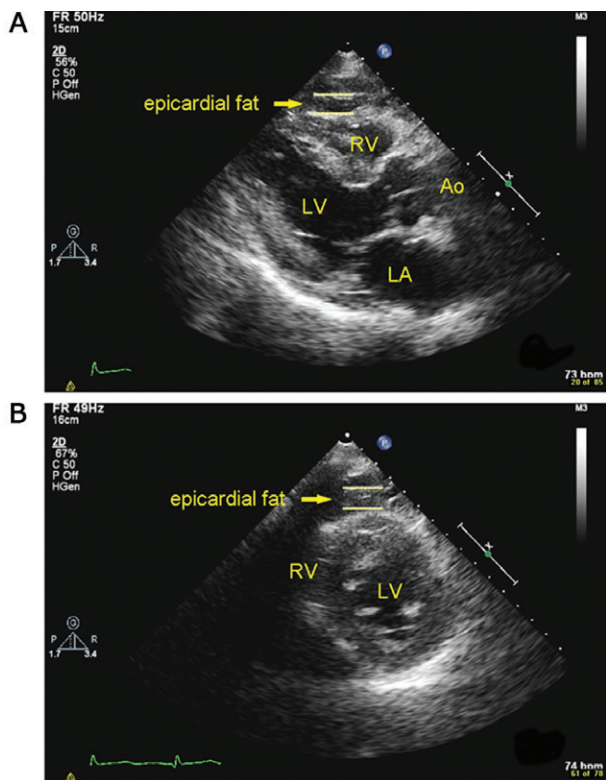 A
FR 50Hz
15cm
M3
2D
56%
C 50
P Off
HGen
P
epicardial fat
RV
x
Ao
LV
G
P R
1.7 3.4
LA
73 bpm
20 of 85
B
FR 49Hz
16cm
M3
2D
67%
C 50
P Off
HGen
P
epicardial fat
x
RV
LV
G
P R
1.7 3.4
74 bpm
61 of 78